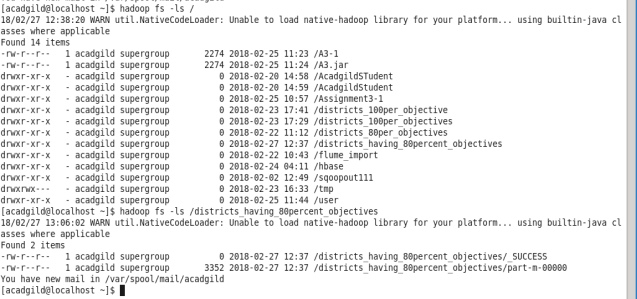 [acadgild@localhost ~]$ hadoop fs -ls /
18/02/27 12:38:20 WARN util.NativeCodeLoader: Unable to load native-hadoop library for your platform... using builtin-java cl
asses where applicable
Found 14 items
-rw-r--r--   1 acadgild supergroup       2274 2018-02-25 11:23 /A3-1
-rw-r--r--   1 acadgild supergroup       2274 2018-02-25 11:24 /A3.jar
drwxr-xr-x   - acadgild supergroup          0 2018-02-20 14:58 /AcadgildStudent
drwxr-xr-x   - acadgild supergroup          0 2018-02-20 14:59 /AcadgildSudent
drwxr-xr-x   - acadgild supergroup          0 2018-02-25 10:57 /Assignment3-1
drwxr-xr-x   - acadgild supergroup          0 2018-02-23 17:41 /districts_100per_objective
drwxr-xr-x   - acadgild supergroup          0 2018-02-23 17:29 /districts_100per_objectives
drwxr-xr-x   - acadgild supergroup          0 2018-02-22 11:12 /districts_80per_objectives
drwxr-xr-x   - acadgild supergroup          0 2018-02-27 12:37 /districts_having_80percent_objectives
drwxr-xr-x   - acadgild supergroup          0 2018-02-22 10:43 /flume_import
drwxr-xr-x   - acadgild supergroup          0 2018-02-24 04:11 /hbase
drwxr-xr-x   - acadgild supergroup          0 2018-02-02 12:49 /sqoopout111
drwxrwx---   - acadgild supergroup          0 2018-02-23 16:33 /tmp
drwxr-xr-x   - acadgild supergroup          0 2018-02-25 11:44 /user
[acadgild@localhost ~]$ hadoop fs -ls /districts_having_80percent_objectives
18/02/27 13:06:02 WARN util.NativeCodeLoader: Unable to load native-hadoop library for your platform... using builtin-java cl
asses where applicable
Found 2 items
-rw-r--r--   1 acadgild supergroup          0 2018-02-27 12:37 /districts_having_80percent_objectives/_SUCCESS
-rw-r--r--   1 acadgild supergroup       3352 2018-02-27 12:37 /districts_having_80percent_objectives/part-m-00000
You have new mail in /var/spool/mail/acadgild
[acadgild@localhost ~]$